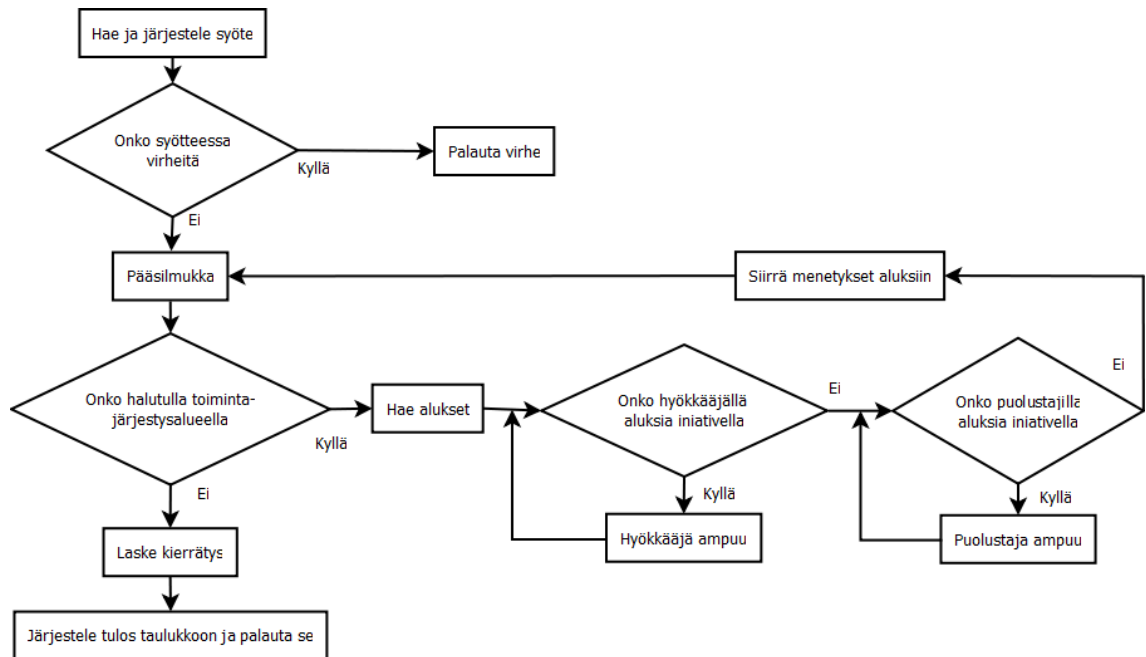 Hae ja järjestele syöte
Onko syötteessa
virheitä
Kyllä
Palauta virhe
Ei
Pääsilmukka
Siirrä menetykset aluksiin
Onko halutulla toiminta-
järjestysalueella
Kyllä
Hae alukset
Onko hyökkääjällä
aluksia iniativella
Ei
Onko puolustajilla
aluksia iniativella
Ei
Ei
Kyllä
Kyllä
Laske kierrätys
Hyökkääjä ampuu
Puolustaja ampuu
Järjestele tulos taulukkoon ja palauta se